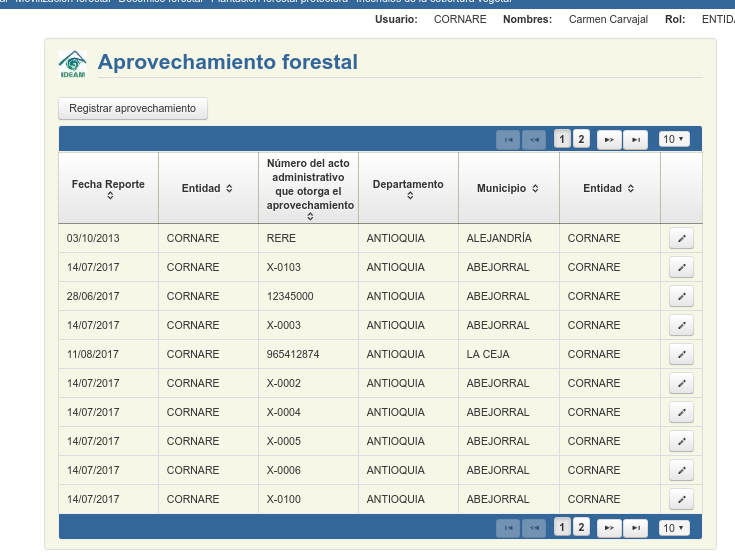 Movilización forestal Decomiso forestal Plantación forestal protectora Incendios de la cobertura vegetal
Usuario: CORNARE Nombres: Carmen Carvajal Rol:
IDEAM
Aprovechamiento forestal
Registrar aprovechamiento
1 2 10
Fecha Reporte Entidad Número del acto administrativo que otorga el aprovechamiento Departamento Municipio Entidad
03/10/2013 CORNARE RERE ANTIOQUIA ALEJANDRÍA CORNARE
14/07/2017 CORNARE X-0103 ANTIOQUIA ABEJORRAL CORNARE
28/06/2017 CORNARE 12345000 ANTIOQUIA ABEJORRAL CORNARE
14/07/2017 CORNARE X-0003 ANTIOQUIA ABEJORRAL CORNARE
11/08/2017 CORNARE 965412874 ANTIOQUIA LA CEJA CORNARE
14/07/2017 CORNARE X-0002 ANTIOQUIA ABEJORRAL CORNARE
14/07/2017 CORNARE X-0004 ANTIOQUIA ABEJORRAL CORNARE
14/07/2017 CORNARE X-0005 ANTIOQUIA ABEJORRAL CORNARE
14/07/2017 CORNARE X-0006 ANTIOQUIA ABEJORRAL CORNARE
14/07/2017 CORNARE X-0100 ANTIOQUIA ABEJORRAL CORNARE
1 2 10